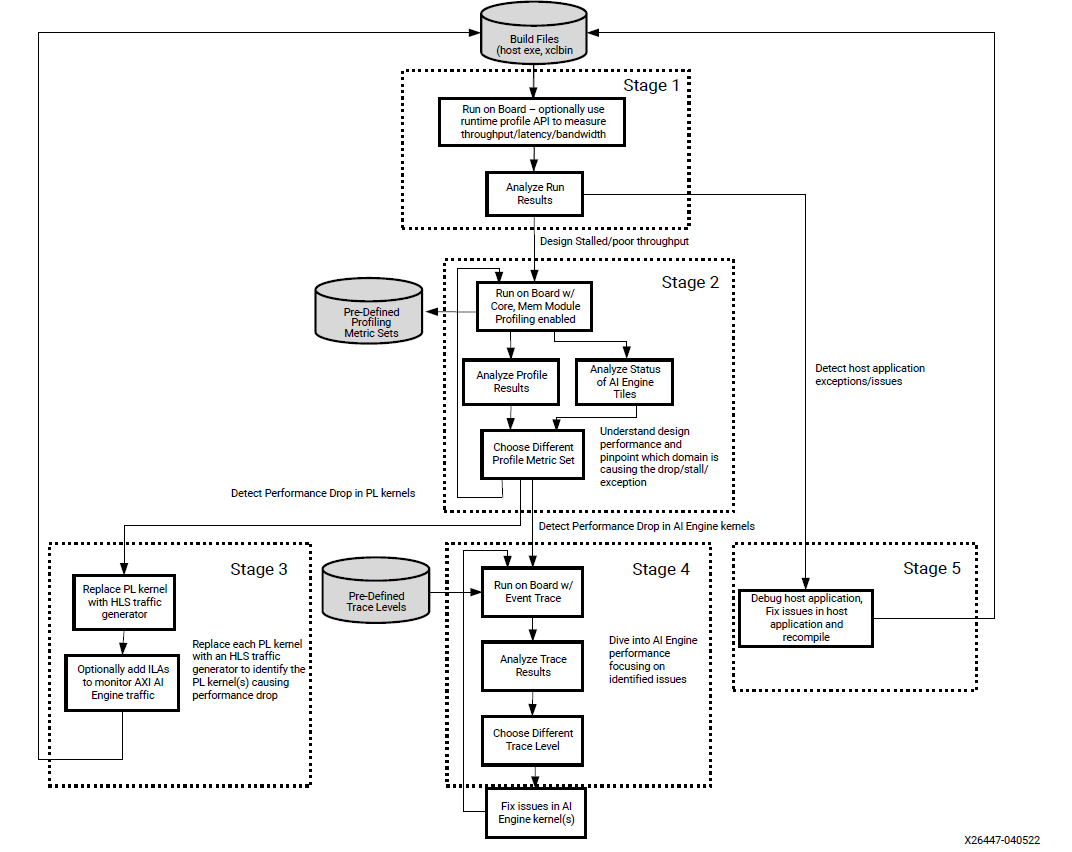 Build Files
(host exe, xclbin
Stage 1
Run on Board – optionally use
runtime profile API to measure
throughput/latency/bandwidth
Analyze Run
Results
Design Stalled/poor throughput
Stage 2
Run on Board w/
Core, Mem Module
Profiling enabled
Pre-Defined
Profiling
Metric Sets
Analyze Profile
Results
Analyze Status
of AI Engine
Tiles
Detect host application
exceptions/issues
Choose Different
Profile Metric Set
Understand design
performance and
pinpoint which domain is
causing the drop/stall/
exception
Detect Performance Drop in PL kernels
Detect Performance Drop in AI Engine kernels
Stage 3
Replace PL kernel
with HLS traffic
generator
Optionally add ILAs
to monitor AXI AI
Engine traffic
Replace each PL kernel
with an HLS traffic
generator to identify the
PL kernel(s) causing
performance drop
Pre-Defined
Trace Levels
Stage 4
Run on Board w/
Event Trace
Analyze Trace
Results
Choose Different
Trace Level
Dive into AI Engine
performance
focusing on
identified issues
Fix issues in AI
Engine kernel(s)
Stage 5
Debug host application,
Fix issues in host
application and
recompile
X26447-040522